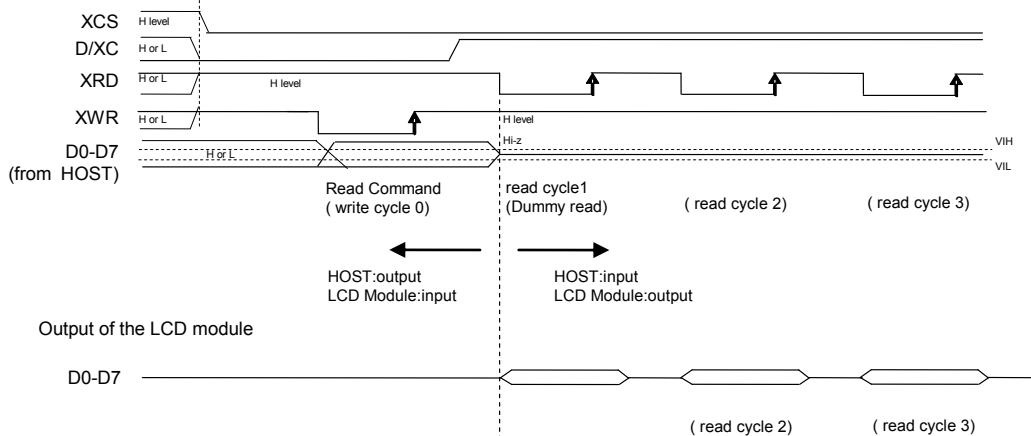 XCS H level
D/XC H or L
XRD H or L H level
XWR H or L H level
D0-D7 H or L Hi-z VIH
(from HOST) VIL
Read Command read cycle1
( write cycle 0) (Dummy read) ( read cycle 2) ( read cycle 3)
HOST:output HOST:input
LCD Module:input LCD Module:output
Output of the LCD module
D0-D7
( read cycle 2) ( read cycle 3)